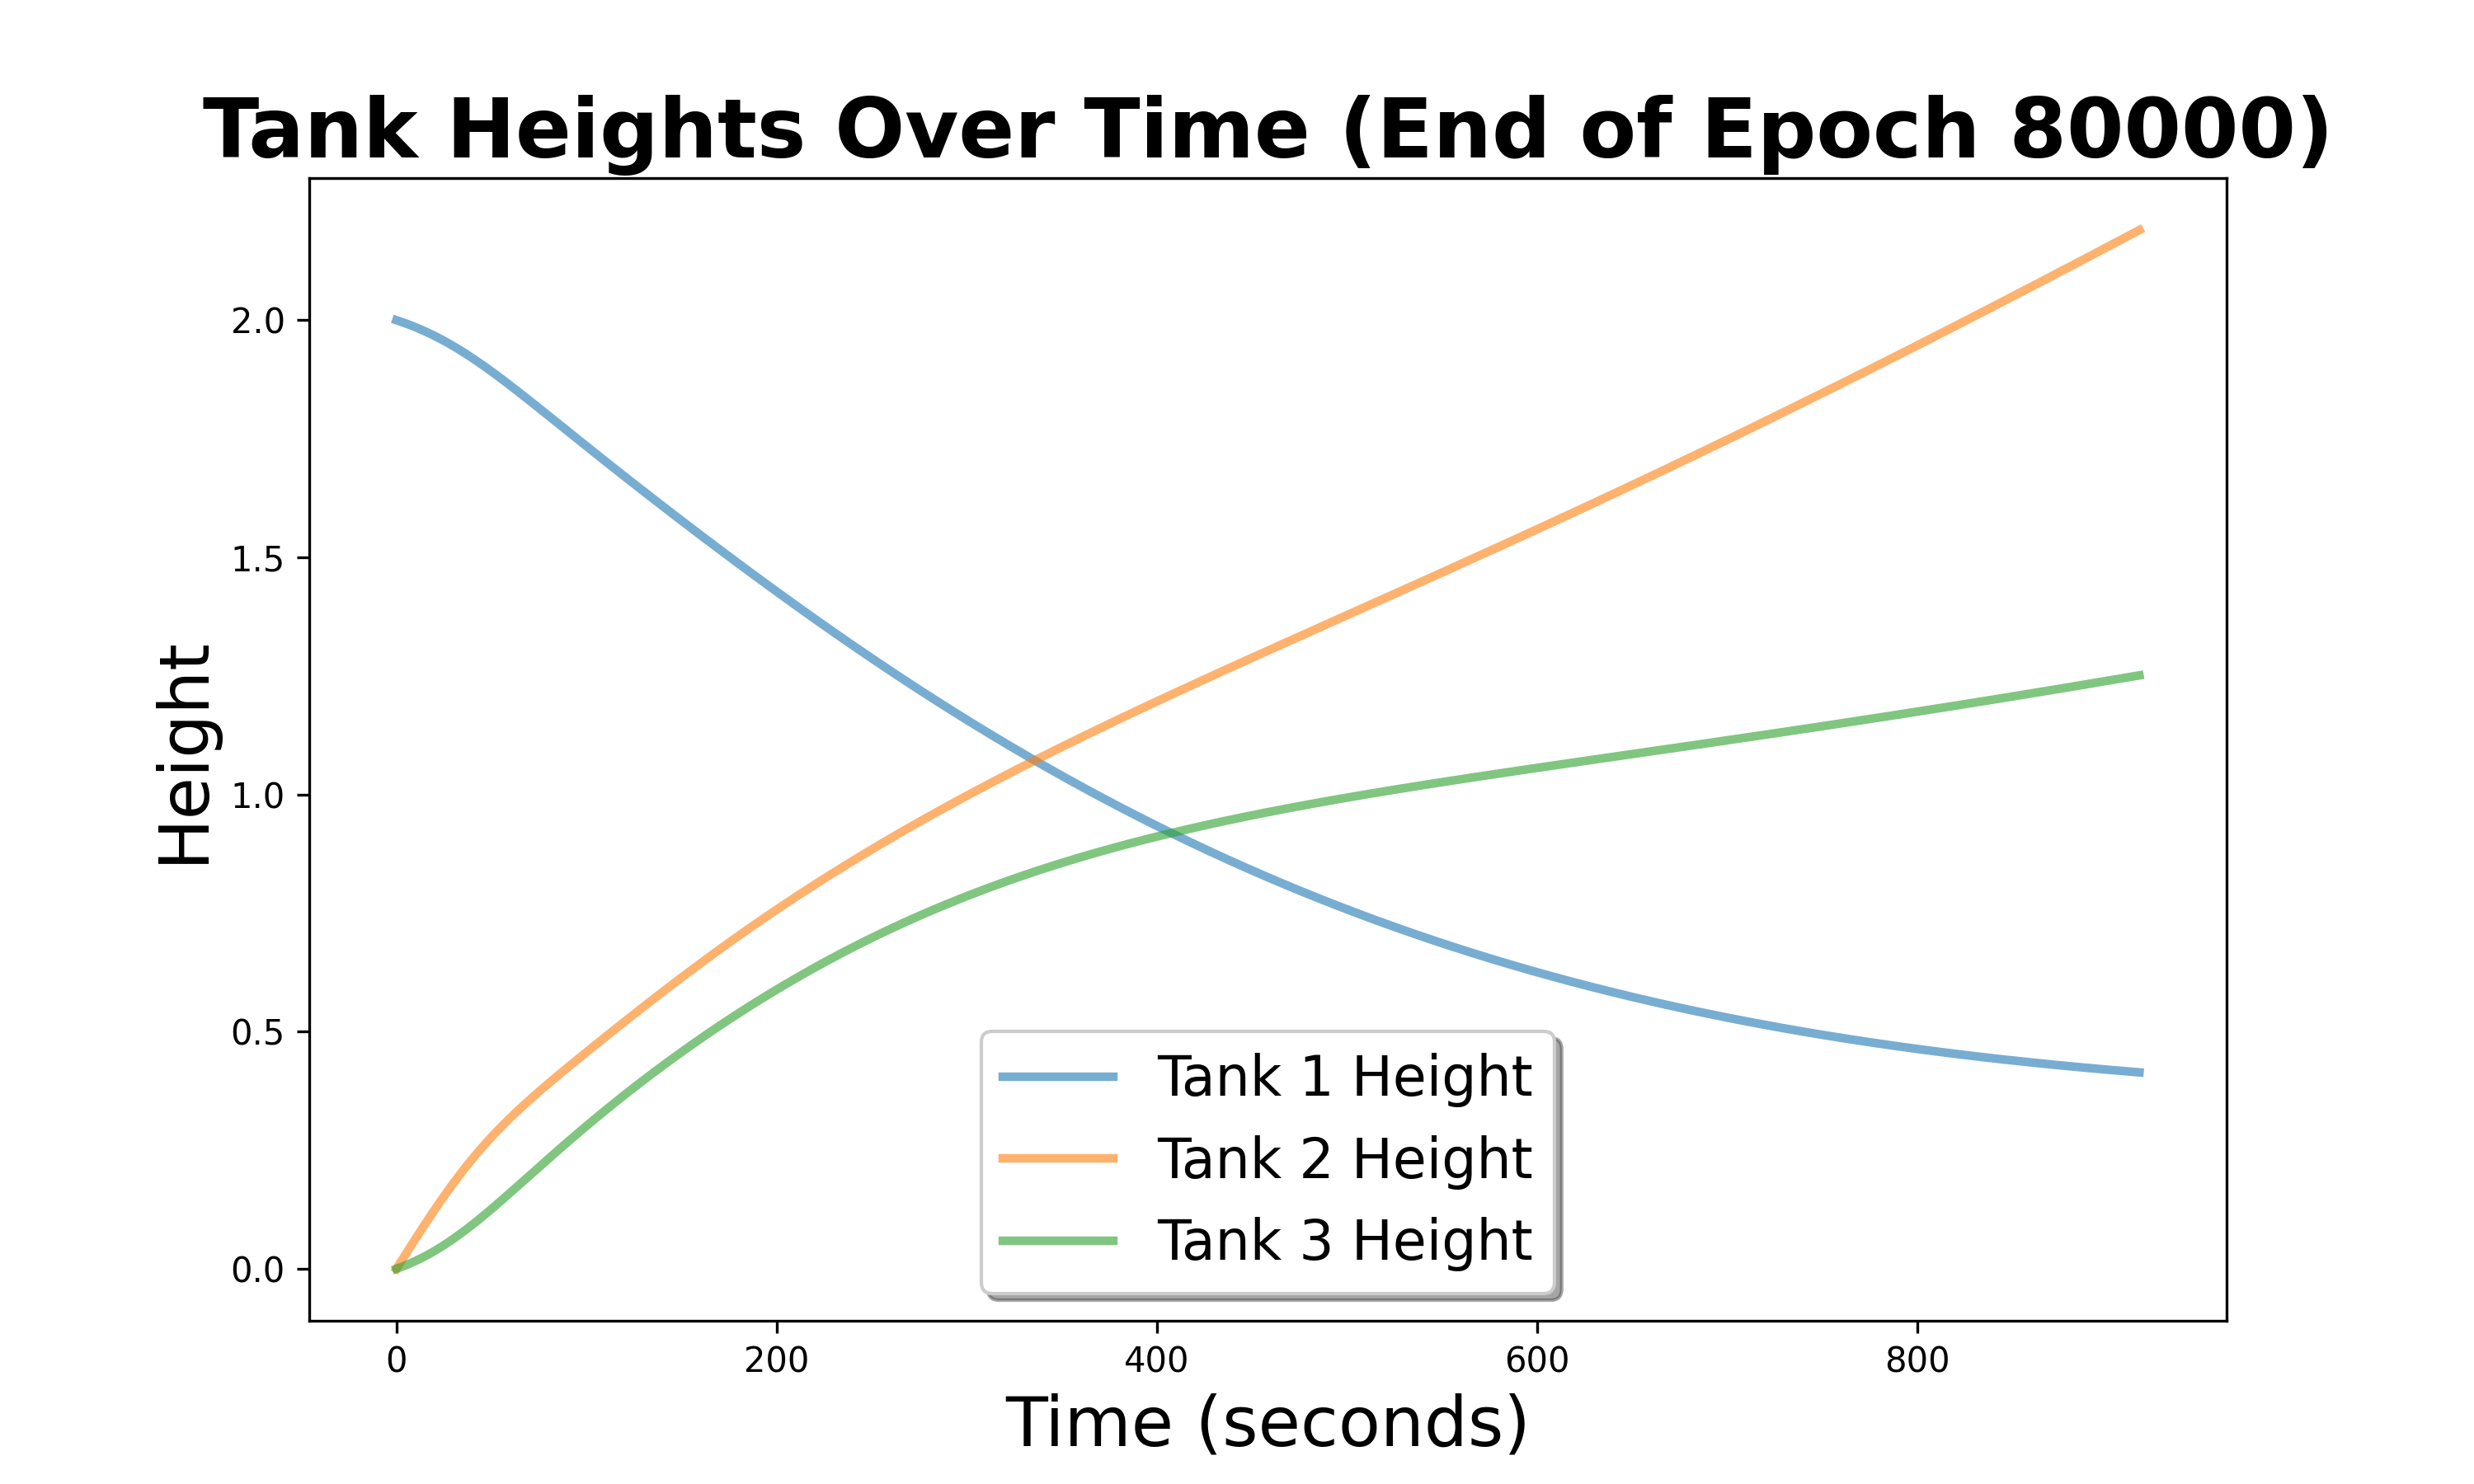 Tank Heights Over Time (End of Epoch 80000)
Height
2.0
1.5
1.0
0.5
0.0
Tank 1 Height
Tank 2 Height
Tank 3 Height
0 200 400 600 800
Time (seconds)